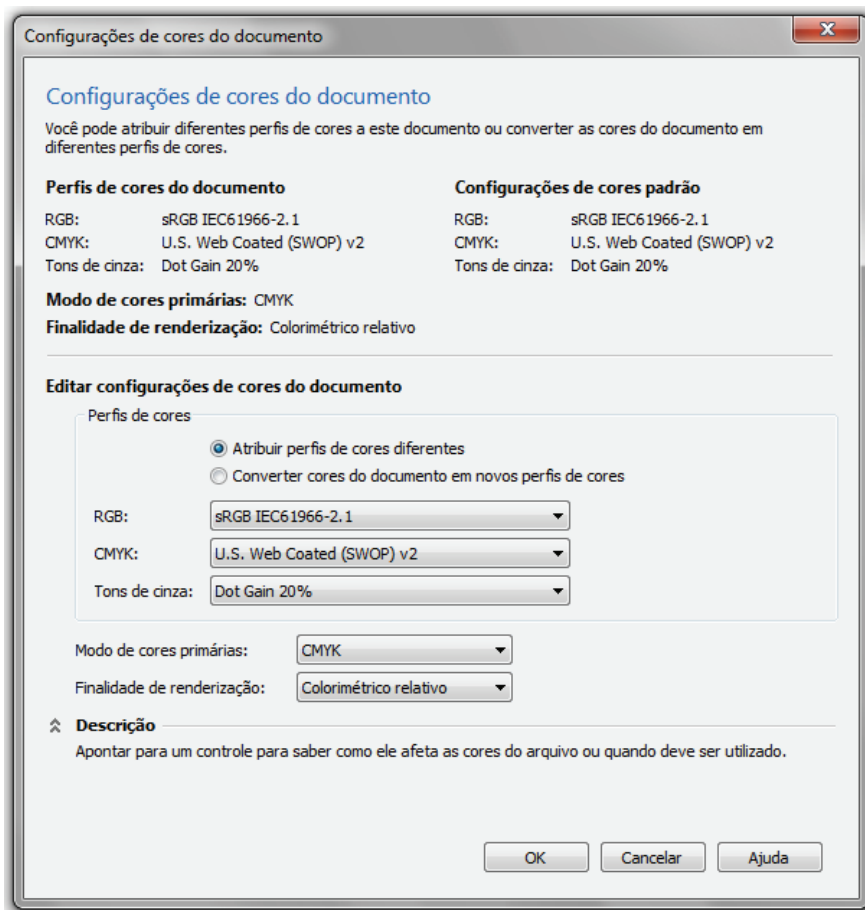 Configurações de cores do documento
Configurações de cores do documento
Você pode atribuir diferentes perfis de cores a este documento ou converter as cores do documento em
diferentes perfis de cores.
Perfis de cores do documento
RGB: sRGB IEC61966-2.1
CMYK: U.S. Web Coated (SWOP) v2
Tons de cinza: Dot Gain 20%
Configurações de cores padrão
RGB: sRGB IEC61966-2.1
CMYK: U.S. Web Coated (SWOP) v2
Tons de cinza: Dot Gain 20%
Modo de cores primárias: CMYK
Finalidade de renderização: Colorimétrico relativo
Editar configurações de cores do documento
Perfis de cores
Atribuir perfis de cores diferentes
Converter cores do documento em novos perfis de cores
RGB: sRGB IEC61966-2.1
CMYK: U.S. Web Coated (SWOP) v2
Tons de cinza: Dot Gain 20%
Modo de cores primárias: CMYK
Finalidade de renderização: Colorimétrico relativo
Descrição
Apontar para um controle para saber como ele afeta as cores do arquivo ou quando deve ser utilizado.
OK Cancelar Ajuda